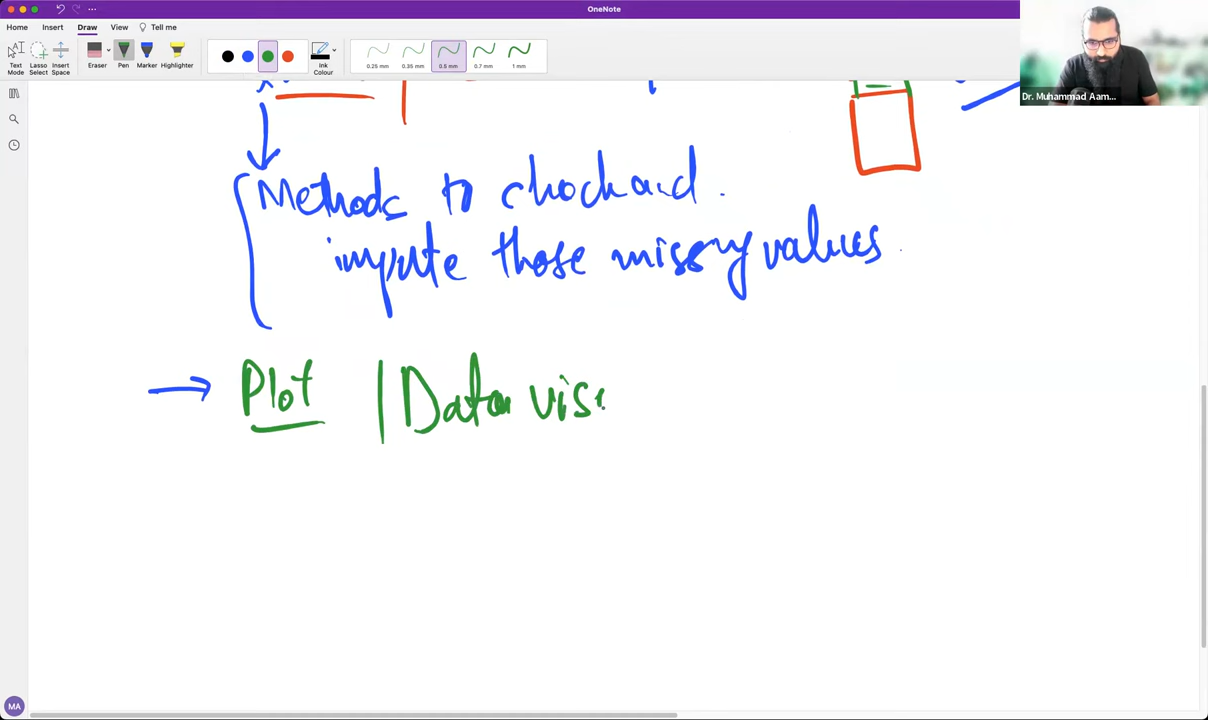 OneNote
Home Insert Draw View Tell me
Text Mode
Lasso Select
Insert Space
Eraser
Pen
Marker
Highlighter
Ink Colour
0.25 mm
0.35 mm
0.5 mm
0.7 mm
1 mm
Dr. Muhammad Aam...
Methods to chock and.
impute those missing values.
Plot | Data vis
MA